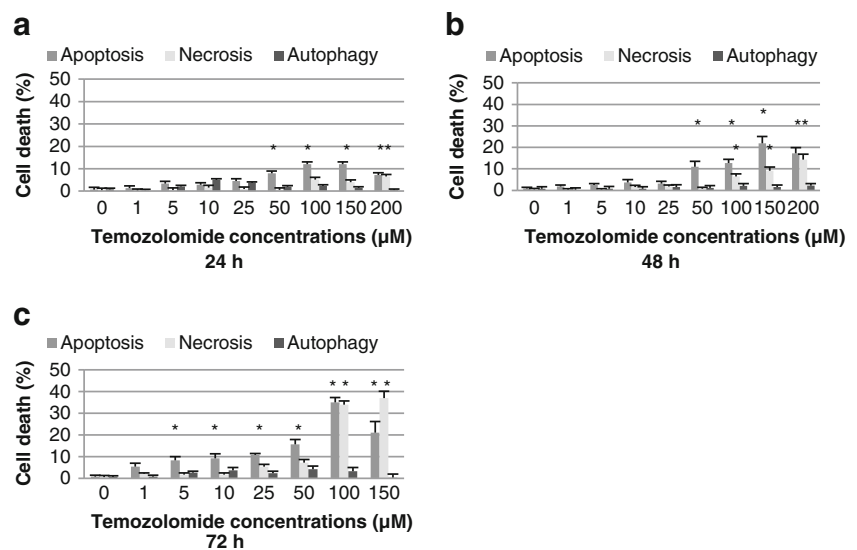 a
Apoptosis Necrosis Autophagy
Cell death (%)
50
40
30
20
10
0
* * * **
0 1 5 10 25 50 100 150 200
Temozolomide concentrations (µM)
24 h
b
Apoptosis Necrosis Autophagy
Cell death (%)
50
40
30
20
10
0
* * * * * **
0 1 5 10 25 50 100 150 200
Temozolomide concentrations (µM)
48 h
c
Apoptosis Necrosis Autophagy
Cell death (%)
50
40
30
20
10
0
* * * * * * * *
0 1 5 10 25 50 100 150
Temozolomide concentrations (µM)
72 h